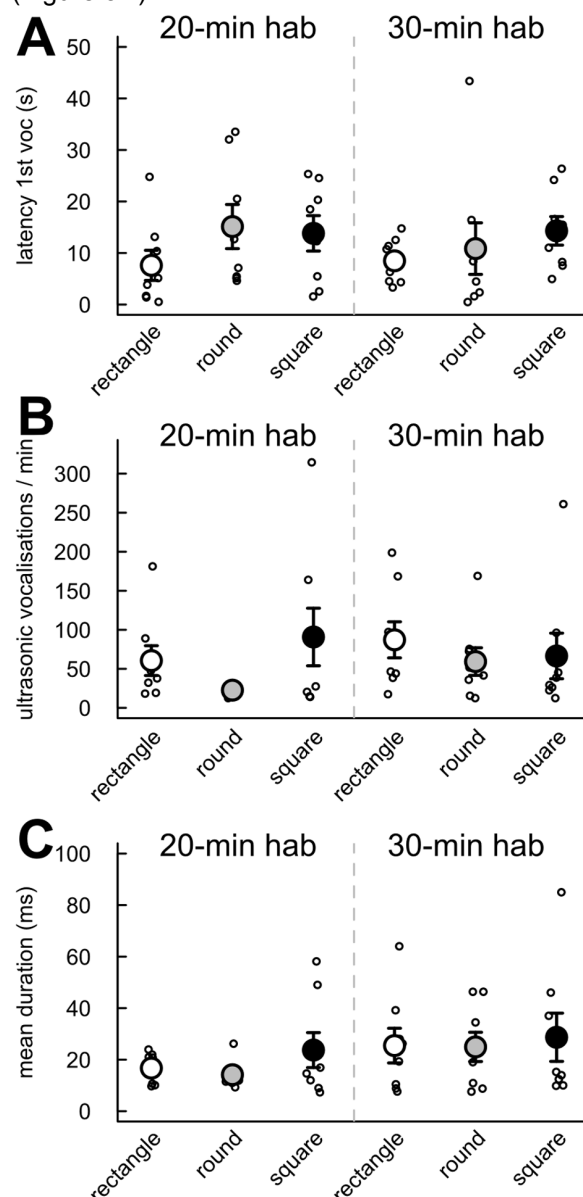 A
20-min hab 30-min hab
latency 1st voc (s)
50
40
30
20
10
0
rectangle round square rectangle round square
B
20-min hab 30-min hab
ultrasonic vocalisations / min
300
250
200
150
100
50
0
rectangle round square rectangle round square
C
20-min hab 30-min hab
mean duration (ms)
100
80
60
40
20
0
rectangle round square rectangle round square